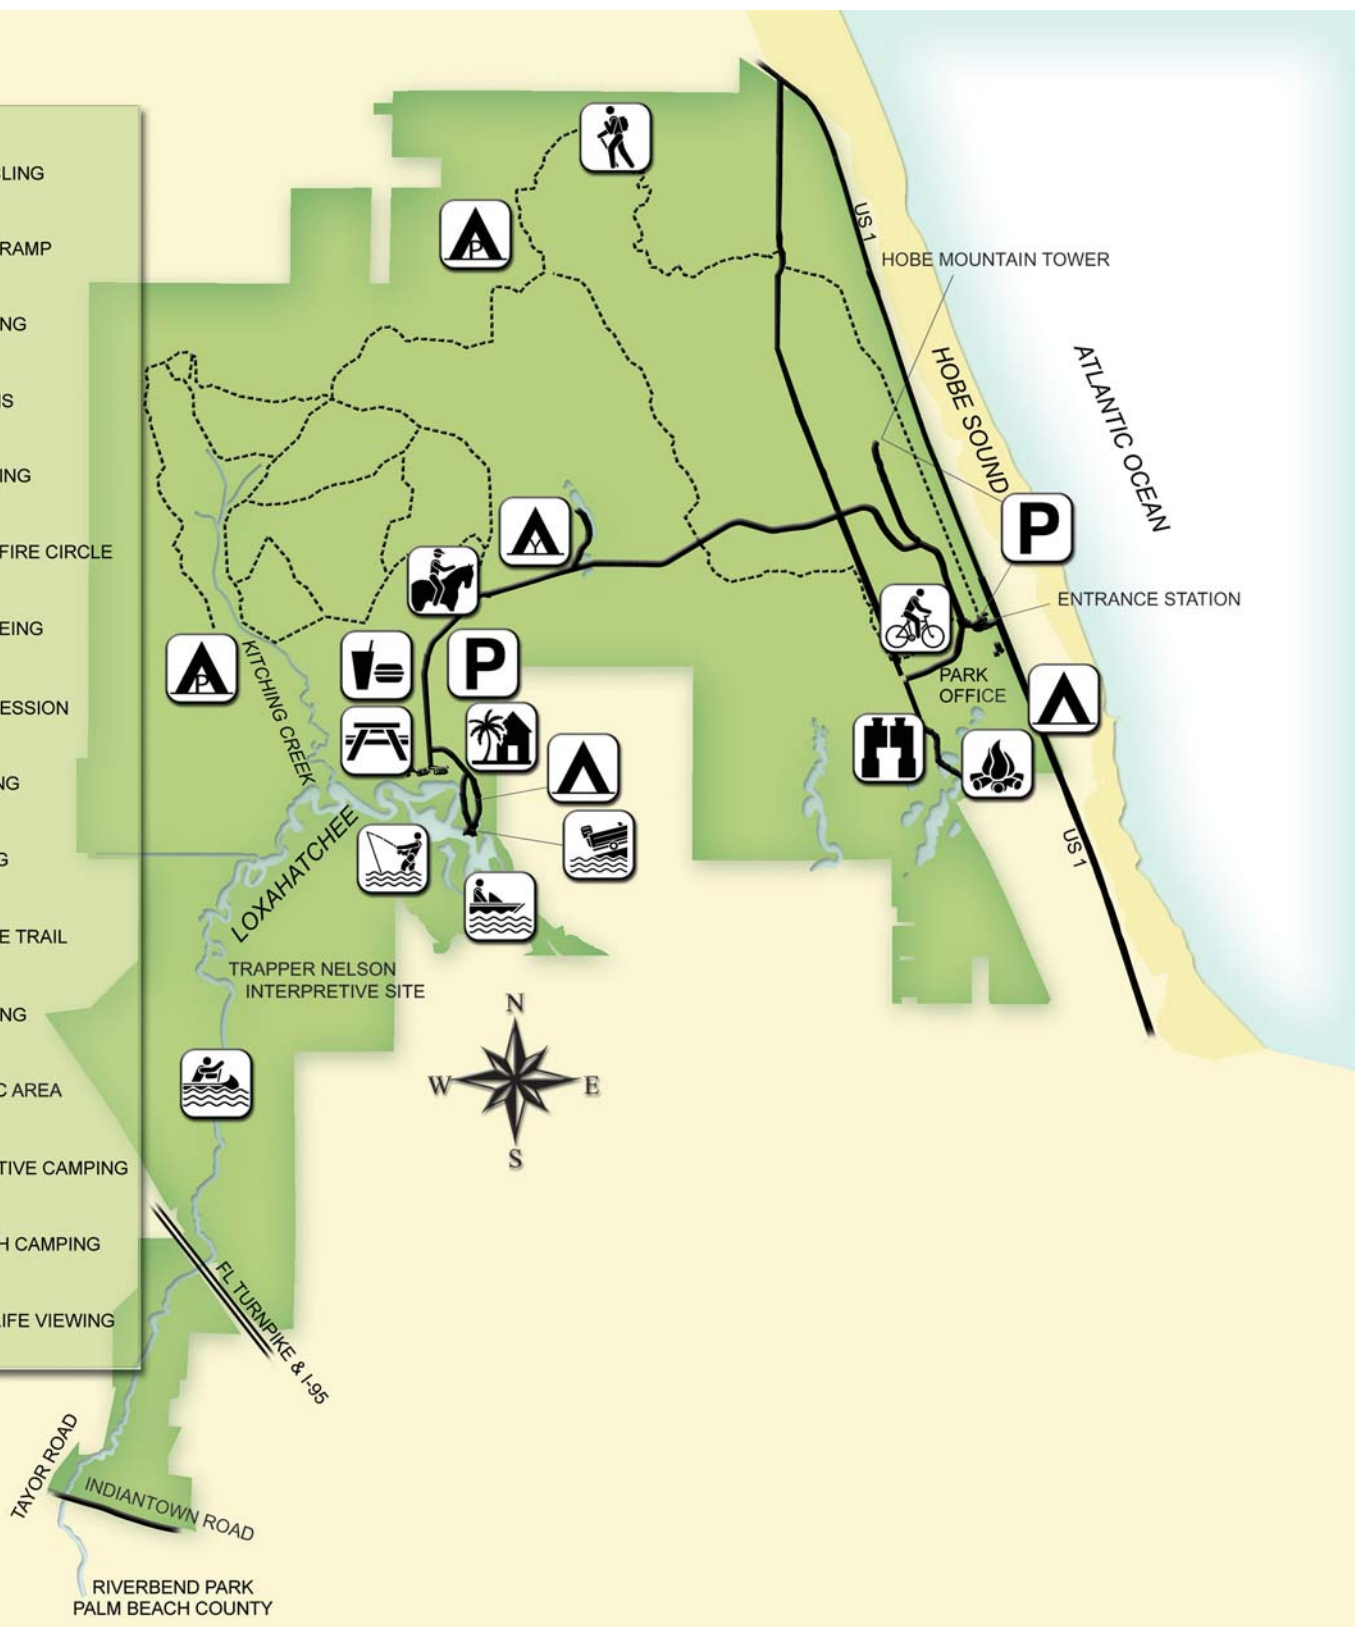 LING
RAMP
NG
S
ING
FIRE CIRCLE
EING
ESSION
NG
G
E TRAIL
NG
C AREA
TIVE CAMPING
H CAMPING
IFE VIEWING
US 1
HOBE MOUNTAIN TOWER
HOBE SOUND
ATLANTIC OCEAN
P
P
Y
ENTRANCE STATION
P
P
KITCHING CREEK
PARK
OFFICE
US 1
LOXAHATCHEE
TRAPPER NELSON
INTERPRETIVE SITE
N
W
E
S
FL TURNPIKE & I-95
TAYOR ROAD
INDIANTOWN ROAD
RIVERBEND PARK
PALM BEACH COUNTY